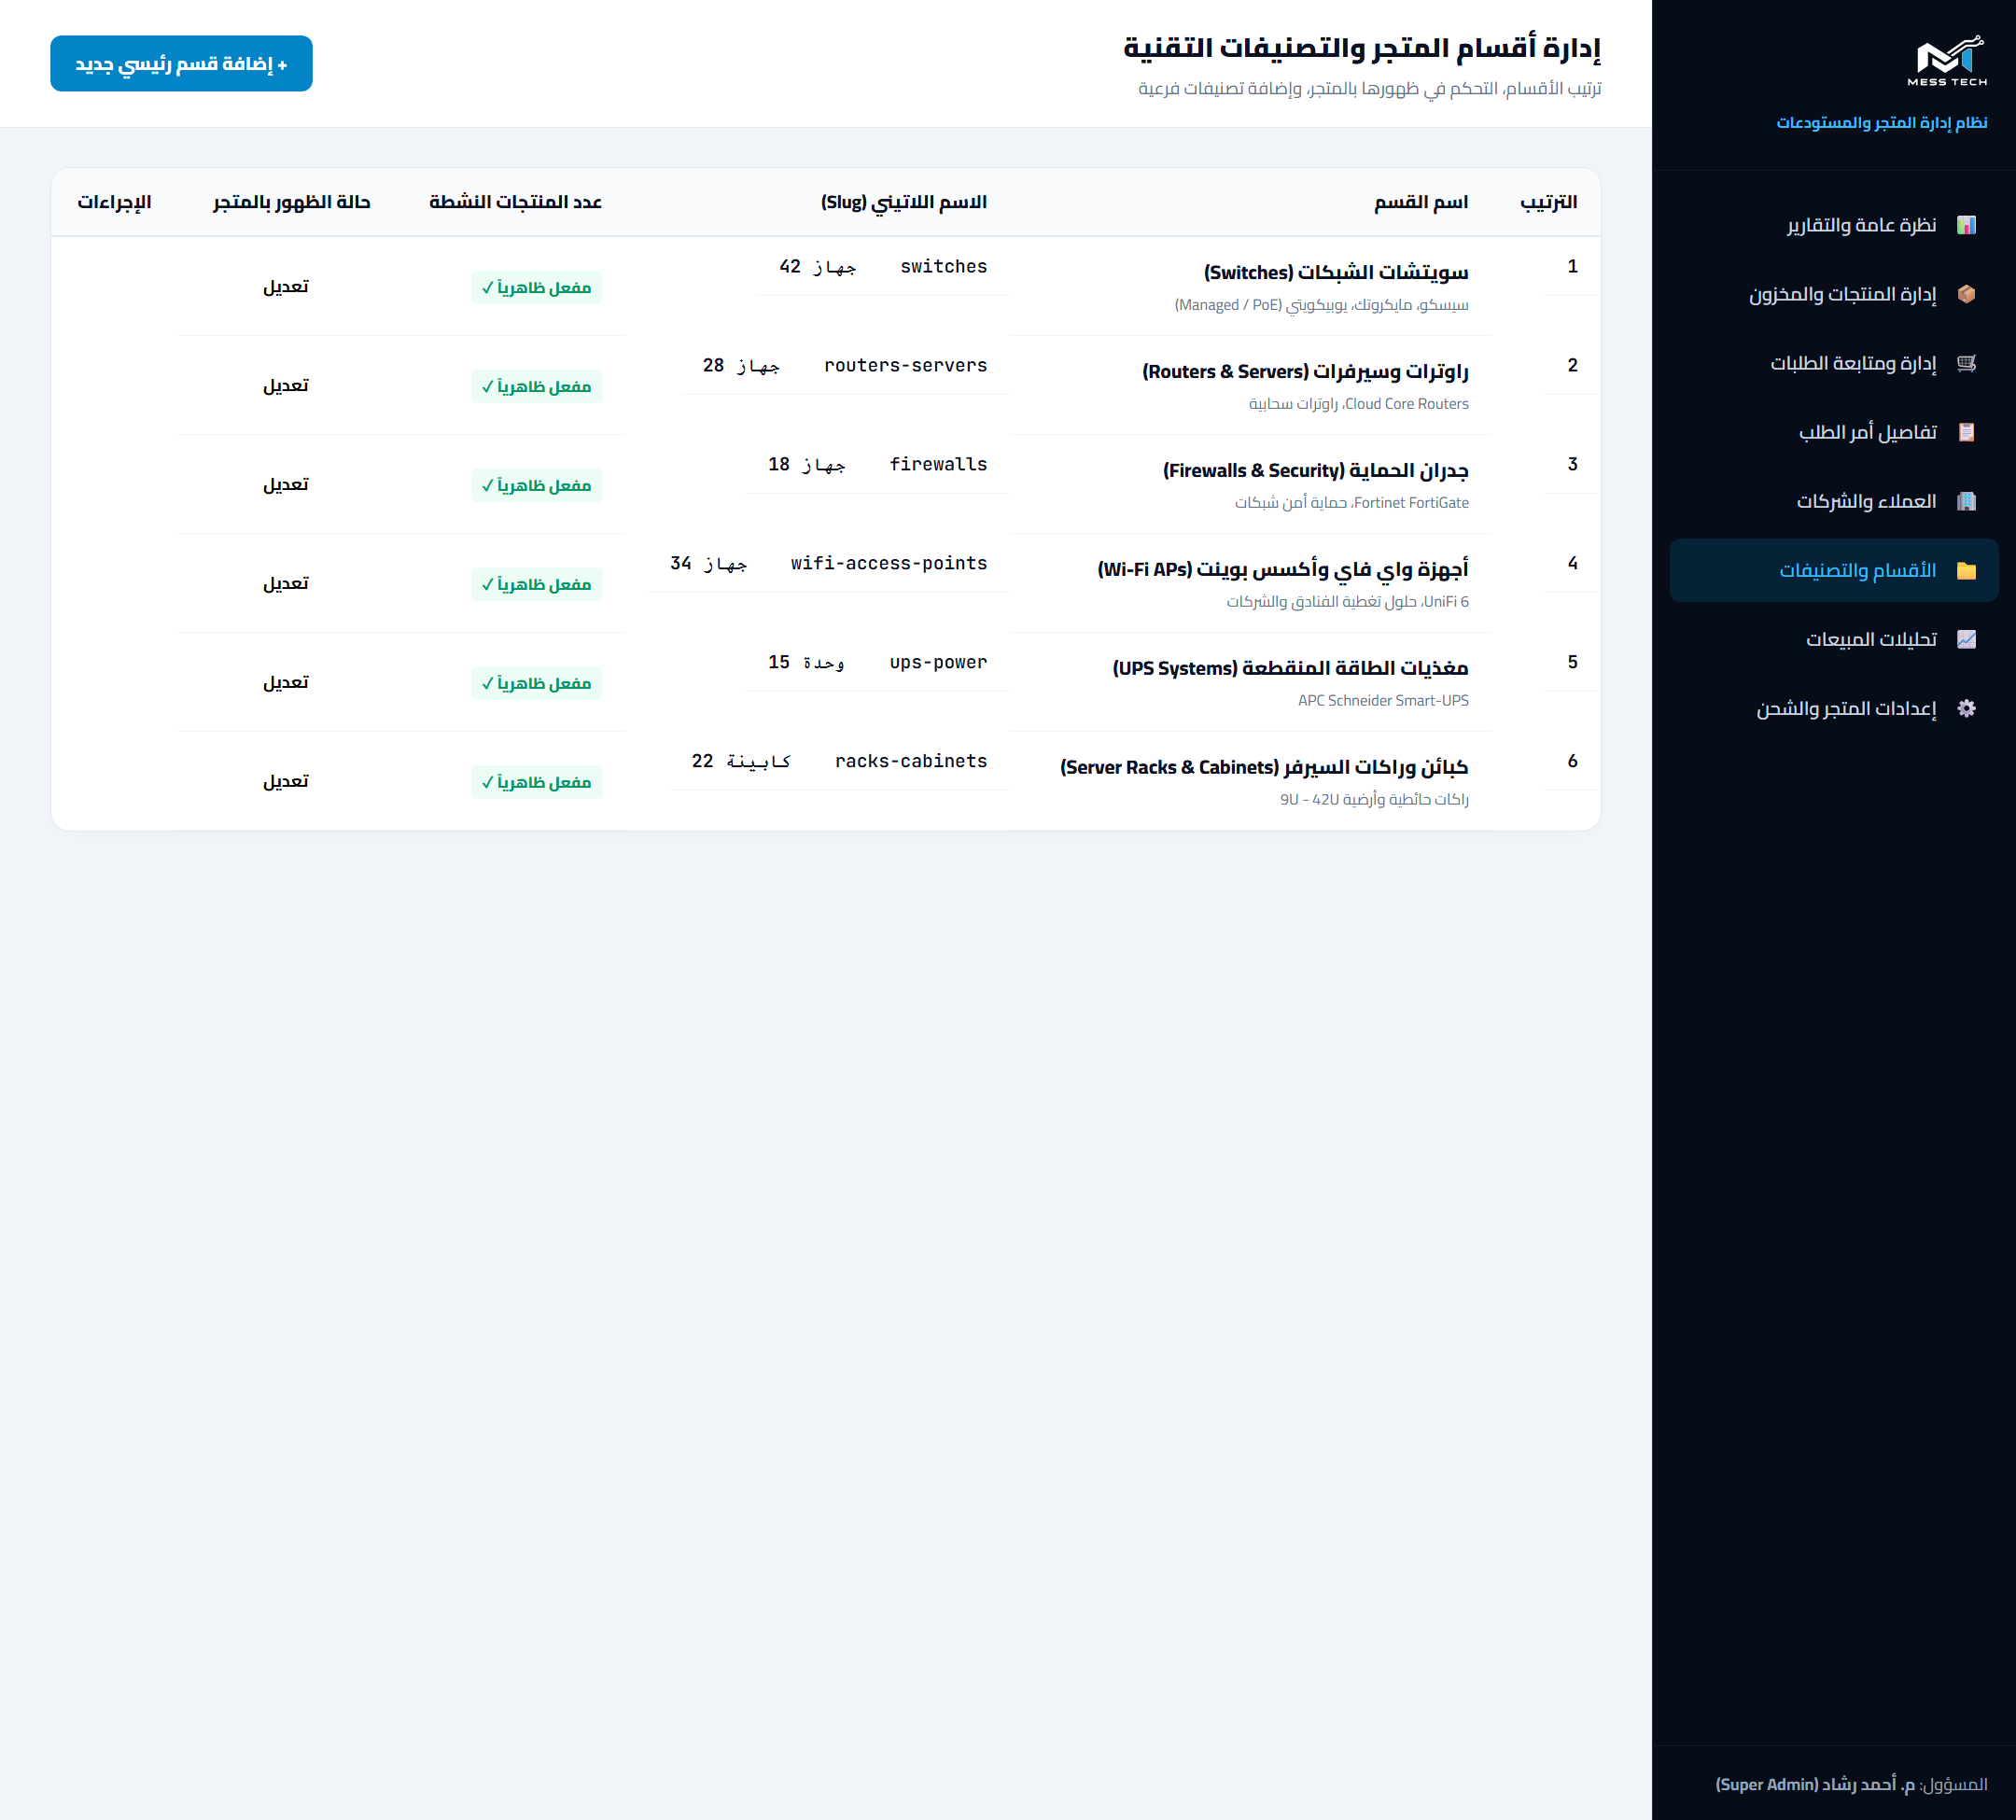 MESS TECH
نظام إدارة المتجر والمستودعات
نظرة عامة والتقارير
إدارة المنتجات والمخزون
إدارة ومتابعة الطلبات
تفاصيل أمر الطلب
العملاء والشركات
الأقسام والتصنيفات
تحليلات المبيعات
إعدادات المتجر والشحن
المسؤول: م. أحمد رشاد (Super Admin)
إدارة أقسام المتجر والتصنيفات التقنية
ترتيب الأقسام، التحكم في ظهورها بالمتجر، وإضافة تصنيفات فرعية
+ إضافة قسم رئيسي جديد
الترتيب اسم القسم الاسم اللاتيني (Slug) عدد المنتجات النشطة حالة الظهور بالمتجر الإجراءات
1 سويتشات الشبكات (Switches) switches 42 جهاز مفعل ظاهرياً ✓ تعديل
سيسكو، مايكروتك، يوبيكويتي (Managed / PoE)
2 راوترات وسيرفرات (Routers & Servers) routers-servers 28 جهاز مفعل ظاهرياً ✓ تعديل
Cloud Core Routers، راوترات سحابية
3 جدران الحماية (Firewalls & Security) firewalls 18 جهاز مفعل ظاهرياً ✓ تعديل
Fortinet FortiGate، حماية أمن شبكات
4 أجهزة واي فاي وأكسس بوينت (Wi-Fi APs) wifi-access-points 34 جهاز مفعل ظاهرياً ✓ تعديل
UniFi 6، حلول تغطية الفنادق والشركات
5 مغذيات الطاقة المنقطعة (UPS Systems) ups-power 15 وحدة مفعل ظاهرياً ✓ تعديل
APC Schneider Smart-UPS
6 كبائن وراكات السيرفر (Server Racks & Cabinets) racks-cabinets 22 كابينة مفعل ظاهرياً ✓ تعديل
راكات حائطية وأرضية 9U - 42U